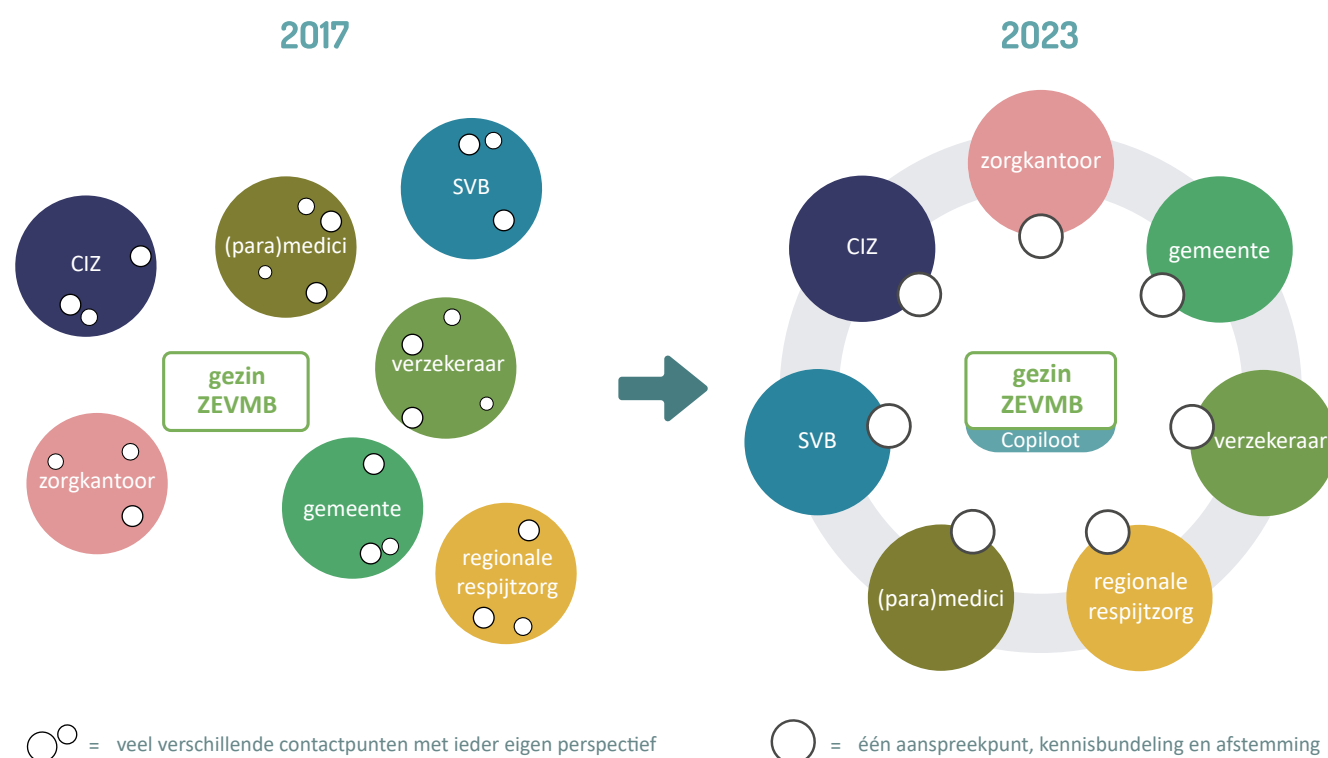 2017
2023
SVB
(para)medici
CIZ
verzekeraar
gezin
ZEVMB
zorgkantoor
gemeente
regionale
respijtzorg
zorgkantoor
CIZ
gemeente
gezin
ZEVMB
Copiloot
SVB
verzekeraar
(para)medici
regionale
respijtzorg
= veel verschillende contactpunten met ieder eigen perspectief
= één aanspreekpunt, kennisbundeling en afstemming